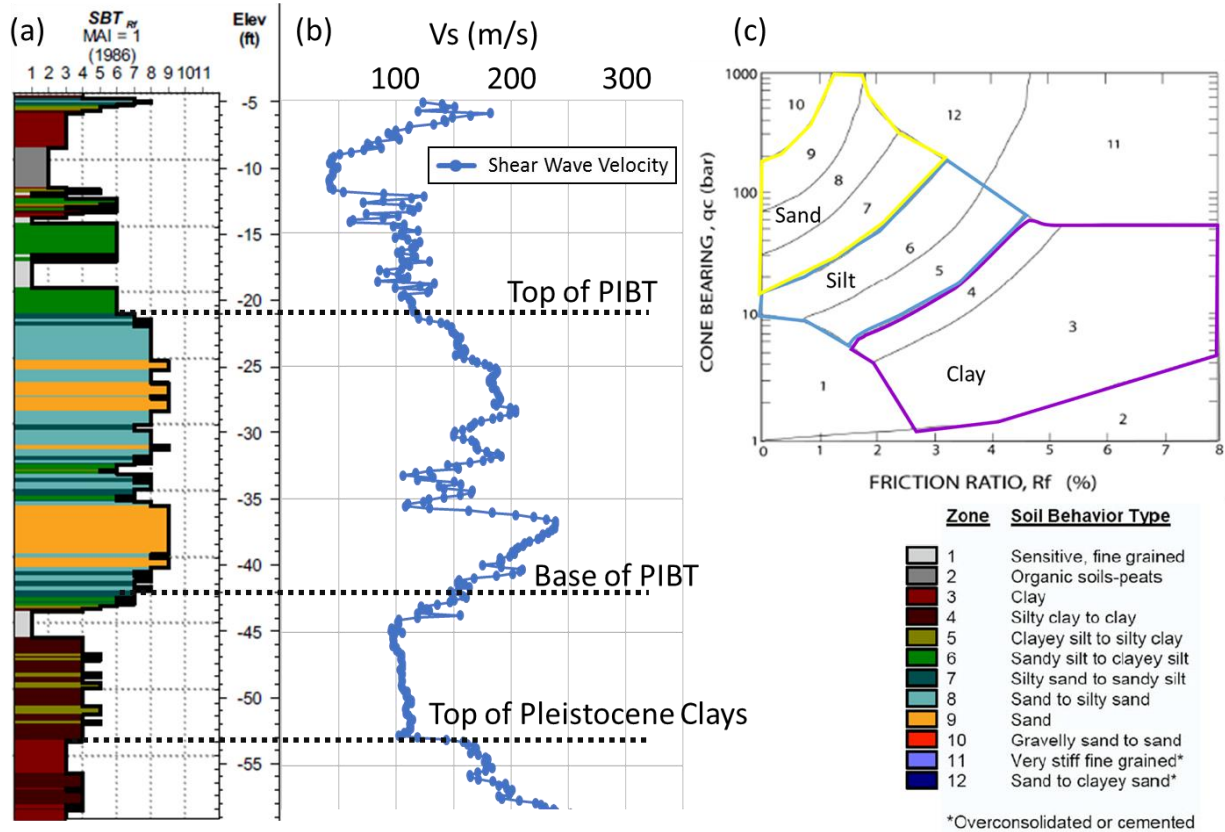 (a)
SBT Rf
MAI = 1
(1986)
1 2 3 4 5 6 7 8 9 1011
Elev
(ft)
-5
-10
-15
-20
-25
-30
-35
-40
-45
-50
-55
(b)
Vs (m/s)
100 200 300
Shear Wave Velocity
Top of PIBT
Base of PIBT
Top of Pleistocene Clays
(c)
CONE BEARING, qc (bar)
1000
100
10
1
10
12
11
9
8
Sand
7
6
Silt
5
4
3
Clay
1
2
0 1 2 3 4 5 6 7 8
FRICTION RATIO, Rf (%)
Zone Soil Behavior Type
1 Sensitive, fine grained
2 Organic soils-peats
3 Clay
4 Silty clay to clay
5 Clayey silt to silty clay
6 Sandy silt to clayey silt
7 Silty sand to sandy silt
8 Sand to silty sand
9 Sand
10 Gravelly sand to sand
11 Very stiff fine grained*
12 Sand to clayey sand*
*Overconsolidated or cemented